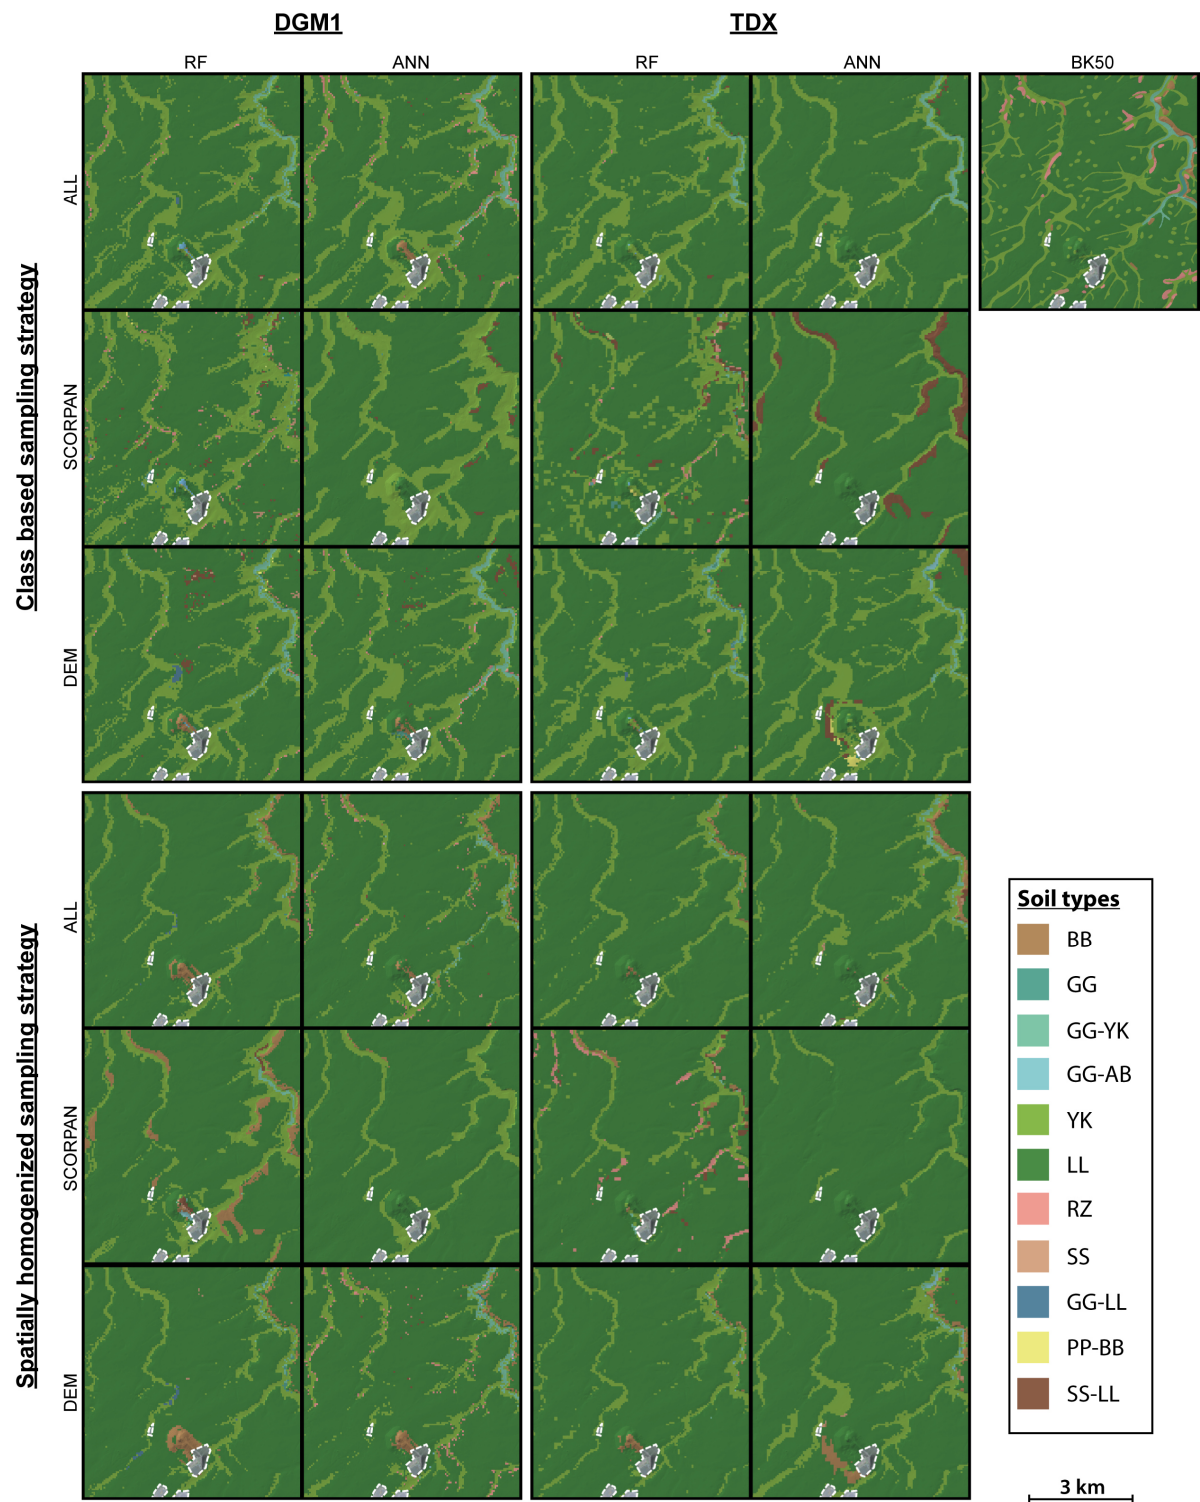 DGM1
TDX
RF
ANN
RF
ANN
BK50
Class based sampling strategy
ALL
SCORPAN
DEM
Spatially homogenized sampling strategy
ALL
SCORPAN
DEM
Soil types
BB
GG
GG-YK
GG-AB
YK
LL
RZ
SS
GG-LL
PP-BB
SS-LL
3 km